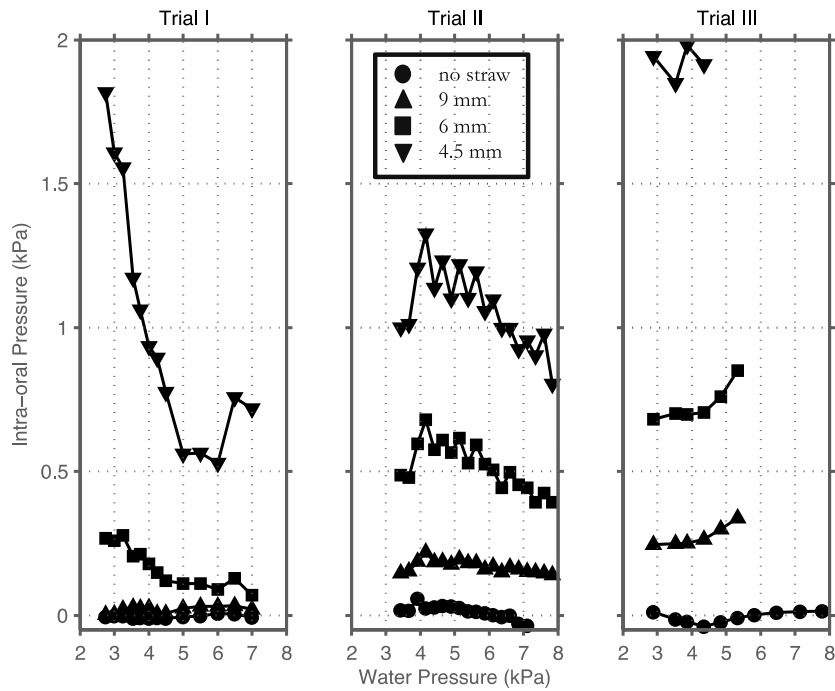 Trial I
Trial II
Trial III
Intra–oral Pressure (kPa)
2
1.5
1
0.5
0
no straw
9 mm
6 mm
4.5 mm
2 3 4 5 6 7 8
2 3 4 5 6 7 8
2 3 4 5 6 7 8
Water Pressure (kPa)